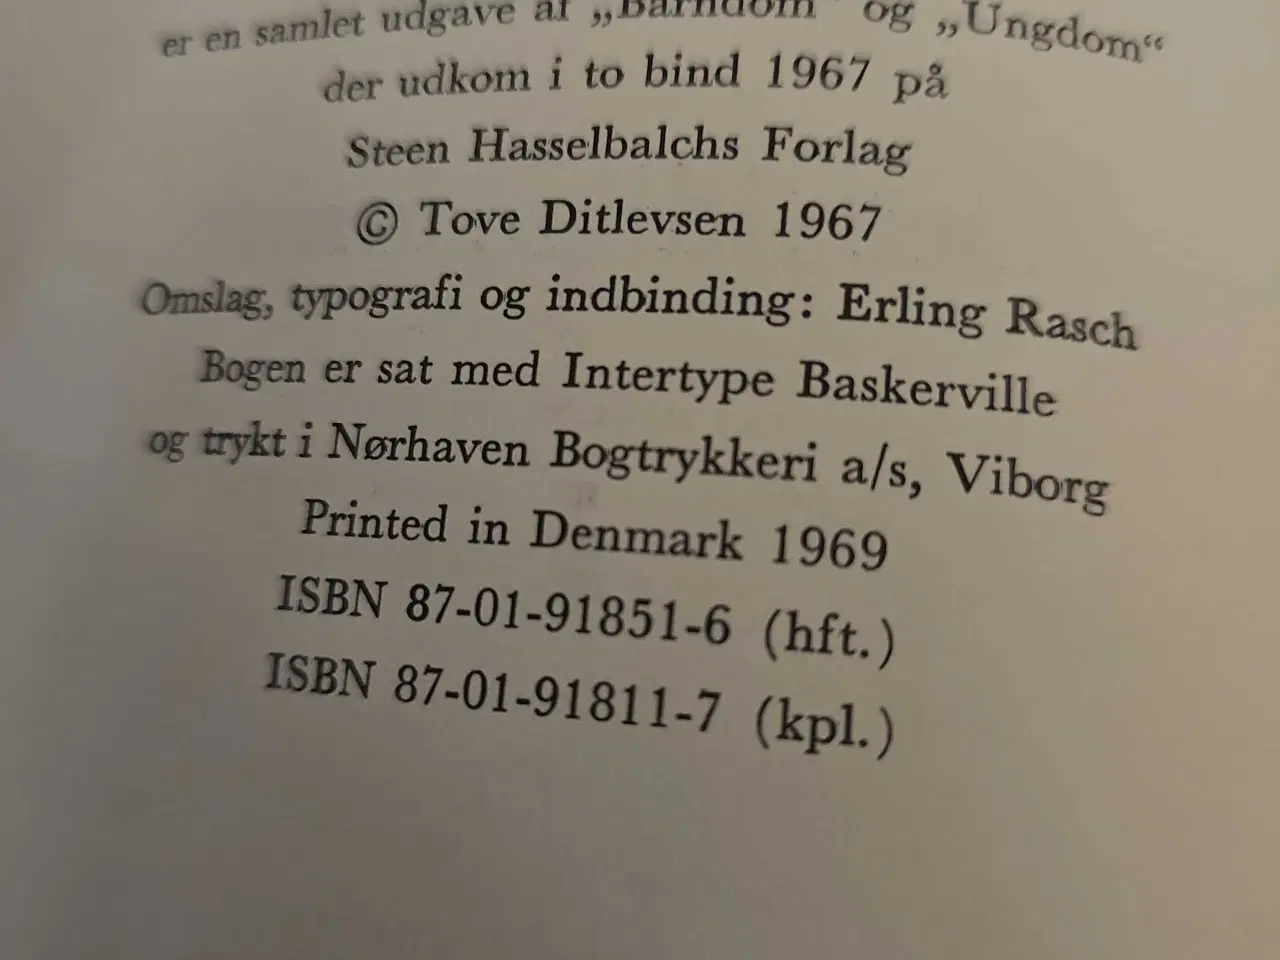 er en samlet udgave af „Barndom“ og „Ungdom“
der udkom i to bind 1967 på
Steen Hasselbalchs Forlag
© Tove Ditlevsen 1967
Omslag, typografi og indbinding: Erling Rasch
Bogen er sat med Intertype Baskerville
og trykt i Nørhaven Bogtrykkeri a/s, Viborg
Printed in Denmark 1969
ISBN 87-01-91851-6 (hft.)
ISBN 87-01-91811-7 (kpl.)